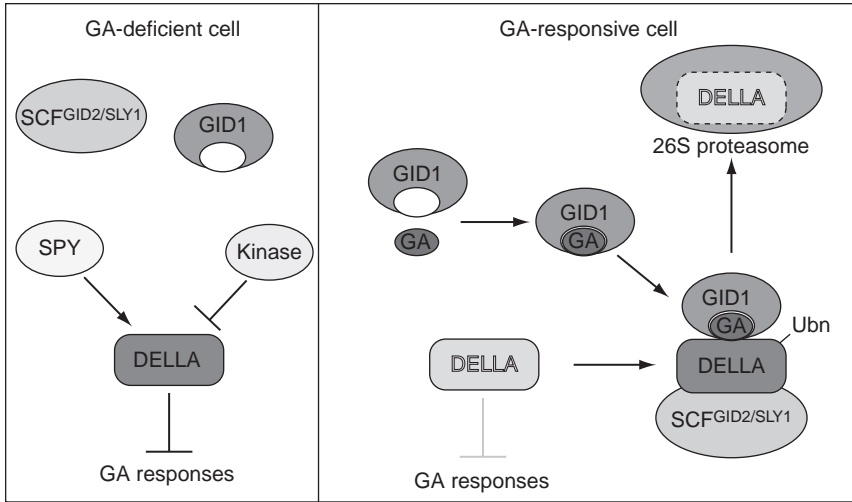 GA-deficient cell
SCFGID2/SLY1
GID1
SPY
Kinase
DELLA
GA responses
GA-responsive cell
DELLA
26S proteasome
GID1
GA
GID1
GA
GID1
GA
Ubn
DELLA
DELLA
SCFGID2/SLY1
GA responses